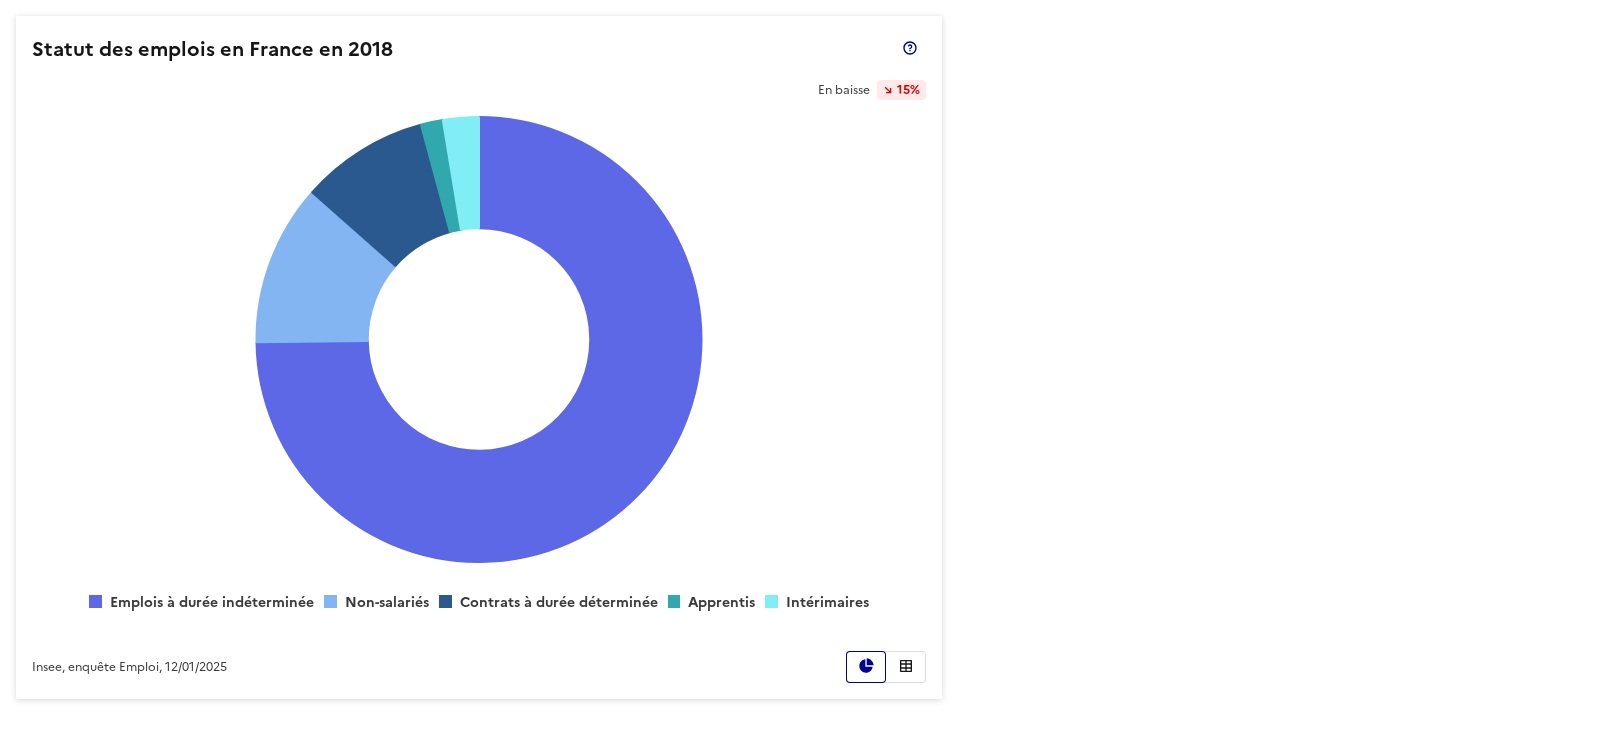 Statut des emplois en France en 2018
En baisse 15%
Emplois à durée indéterminée Non-salariés Contrats à durée déterminée Apprentis Intérimaires
Insee, enquête Emploi, 12/01/2025